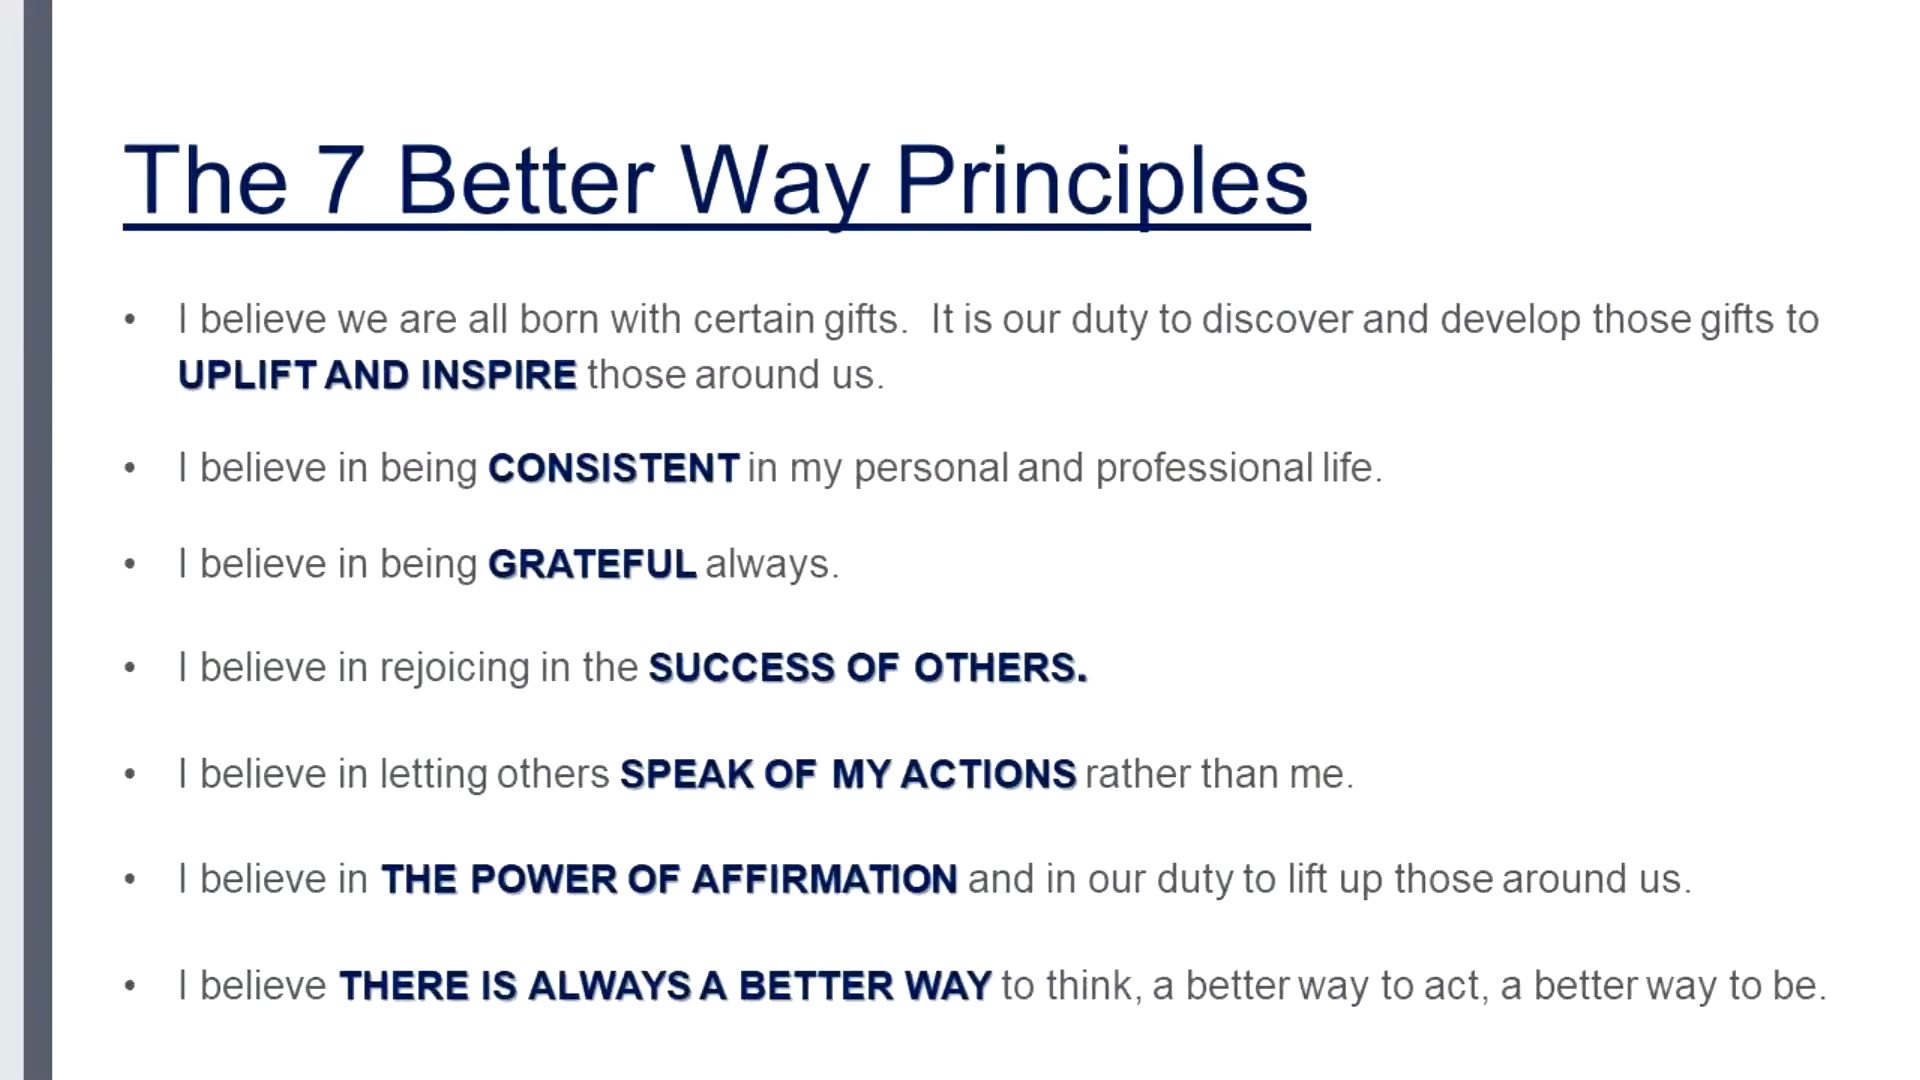 The 7 Better Way Principles
• I believe we are all born with certain gifts.  It is our duty to discover and develop those gifts to
UPLIFT AND INSPIRE those around us.
• I believe in being CONSISTENT in my personal and professional life.
• I believe in being GRATEFUL always.
• I believe in rejoicing in the SUCCESS OF OTHERS.
• I believe in letting others SPEAK OF MY ACTIONS rather than me.
• I believe in THE POWER OF AFFIRMATION and in our duty to lift up those around us.
• I believe THERE IS ALWAYS A BETTER WAY to think, a better way to act, a better way to be.